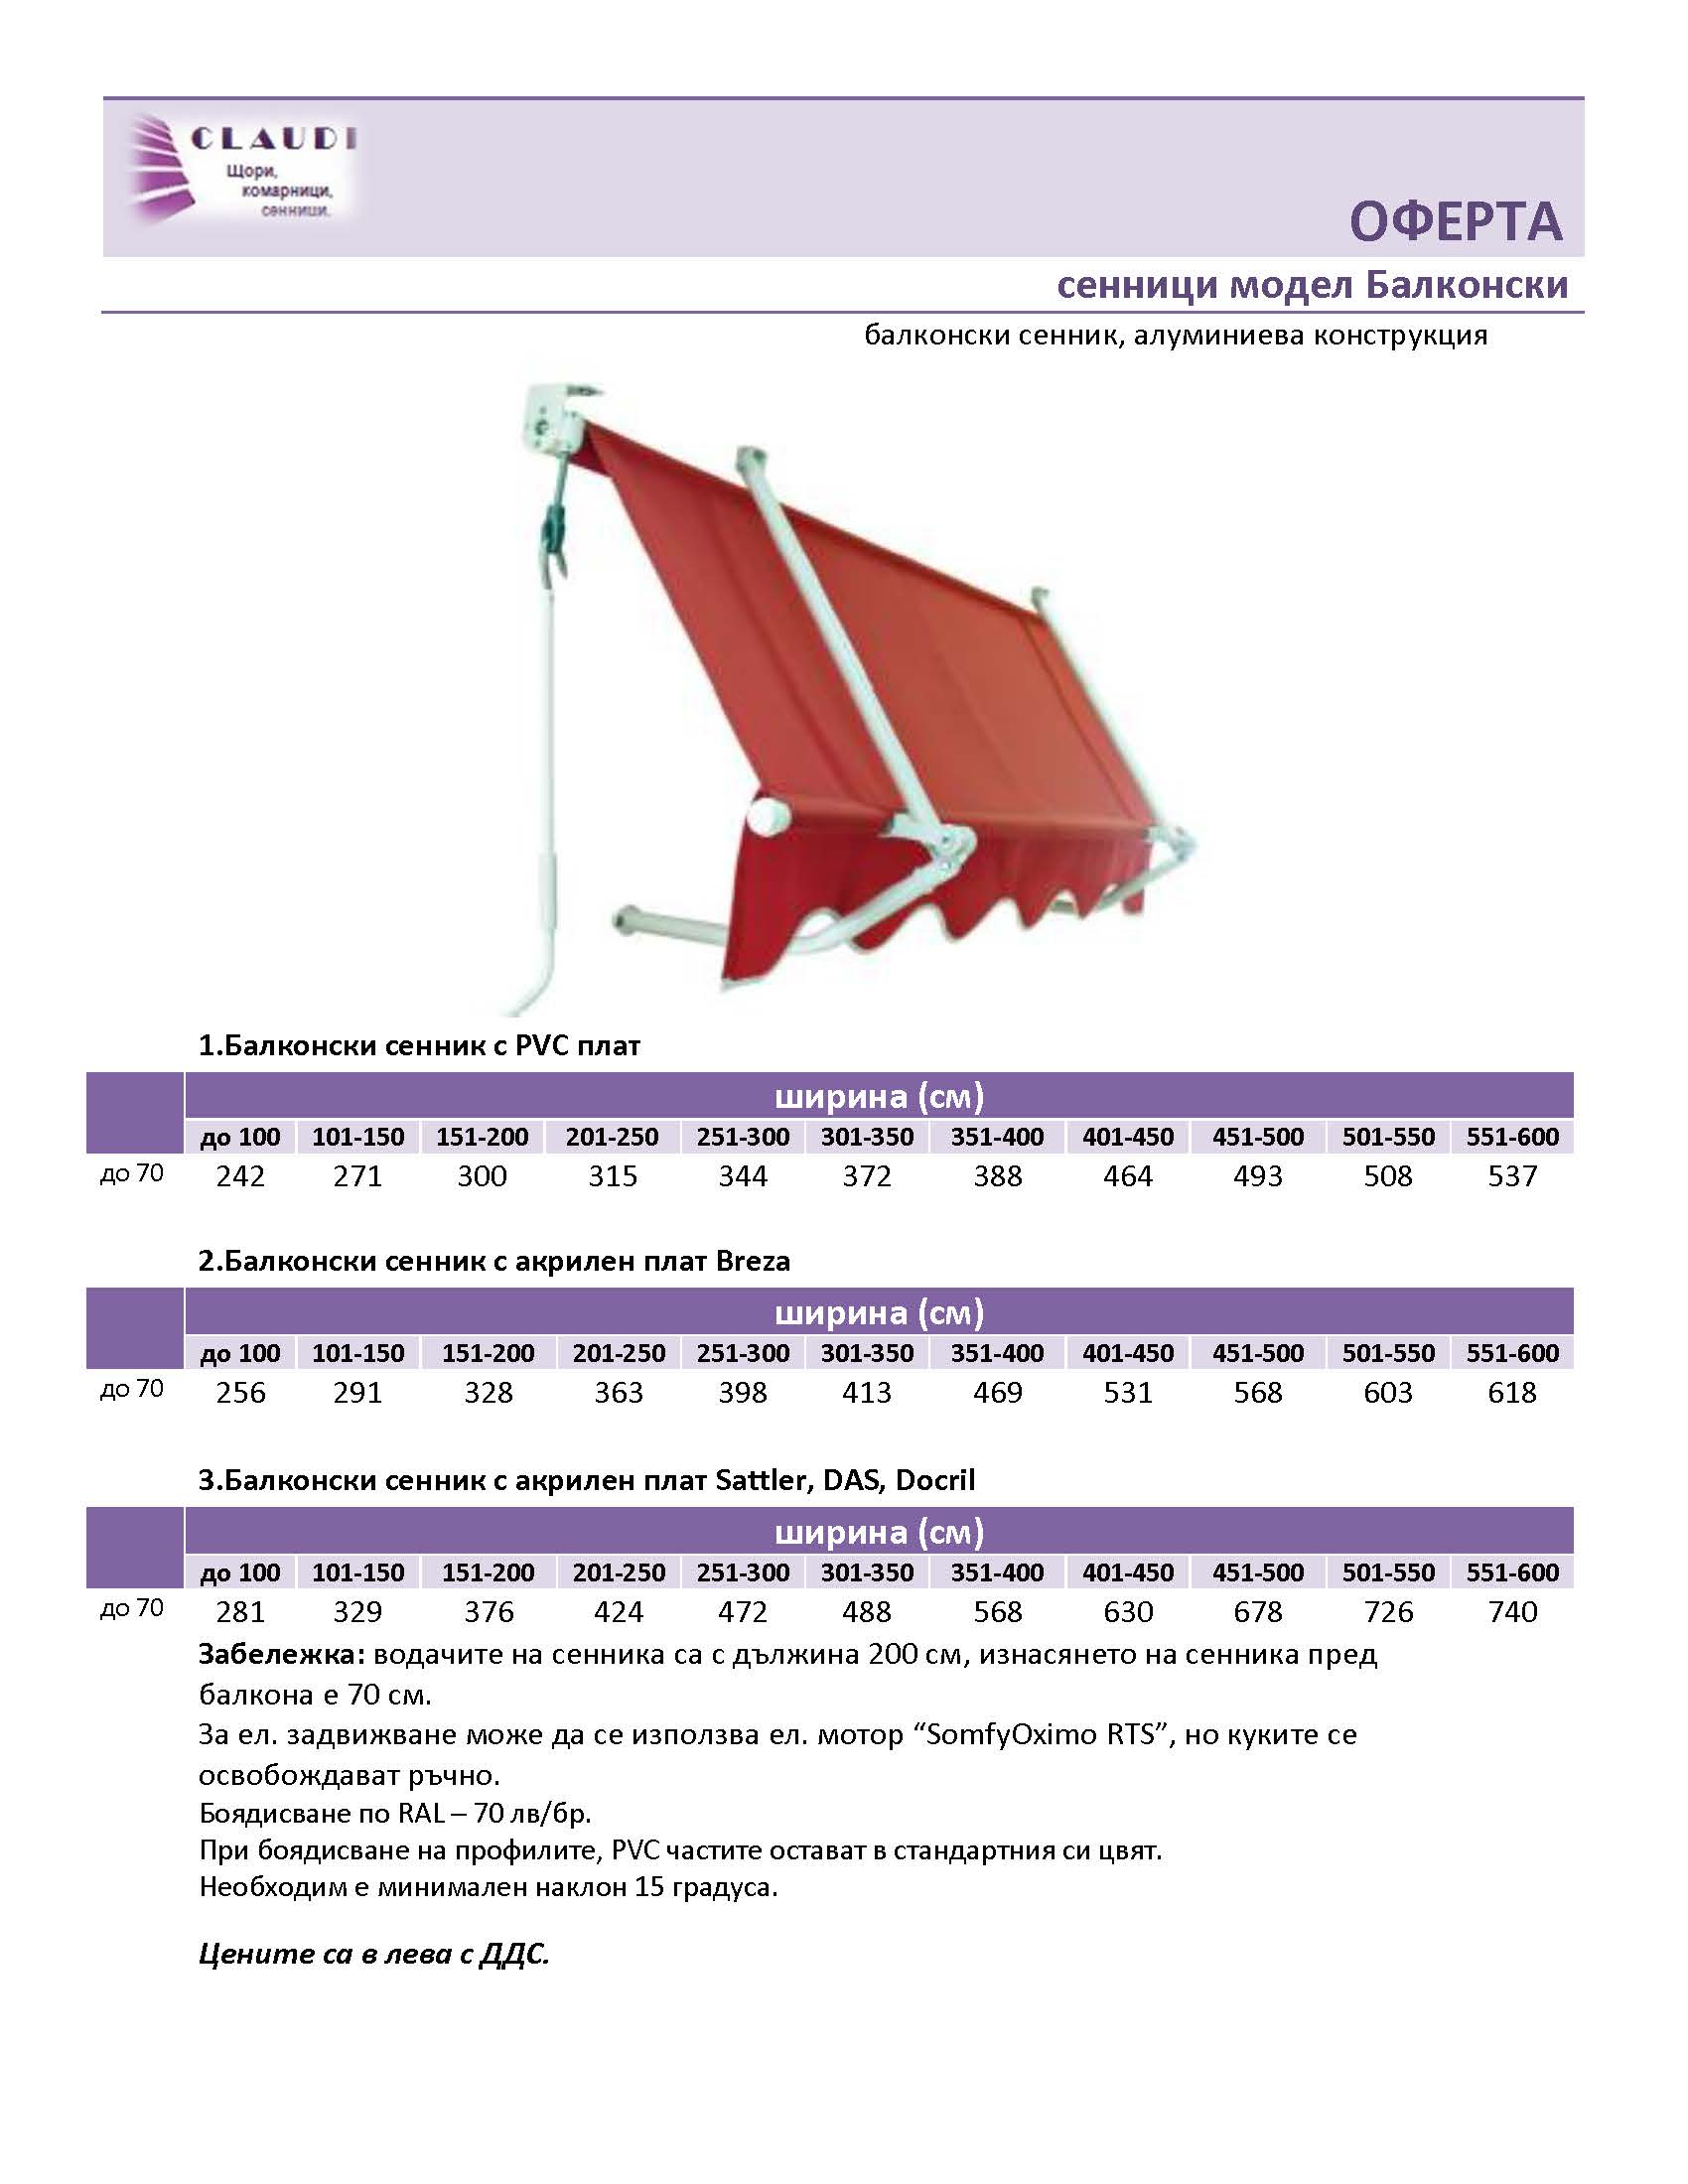 CLAUDI
Щори,
комарници,
сенници.
ОФЕРТА
сенници модел Балконски
балконски сенник, алуминиева конструкция
1.Балконски сенник с PVC плат
ширина (см)
до 100 101-150 151-200 201-250 251-300 301-350 351-400 401-450 451-500 501-550 551-600
до 70 242 271 300 315 344 372 388 464 493 508 537
2.Балконски сенник с акрилен плат Breza
ширина (см)
до 100 101-150 151-200 201-250 251-300 301-350 351-400 401-450 451-500 501-550 551-600
до 70 256 291 328 363 398 413 469 531 568 603 618
3.Балконски сенник с акрилен плат Sattler, DAS, Docril
ширина (см)
до 100 101-150 151-200 201-250 251-300 301-350 351-400 401-450 451-500 501-550 551-600
до 70 281 329 376 424 472 488 568 630 678 726 740
Забележка: водачите на сенника са с дължина 200 см, изнасянето на сенника пред
балкона е 70 см.
За ел. задвижване може да се използва ел. мотор “SomfyOximo RTS”, но куките се
освобождават ръчно.
Боядисване по RAL – 70 лв/бр.
При боядисване на профилите, PVC частите остават в стандартния си цвят.
Необходим е минимален наклон 15 градуса.
Цените са в лева с ДДС.